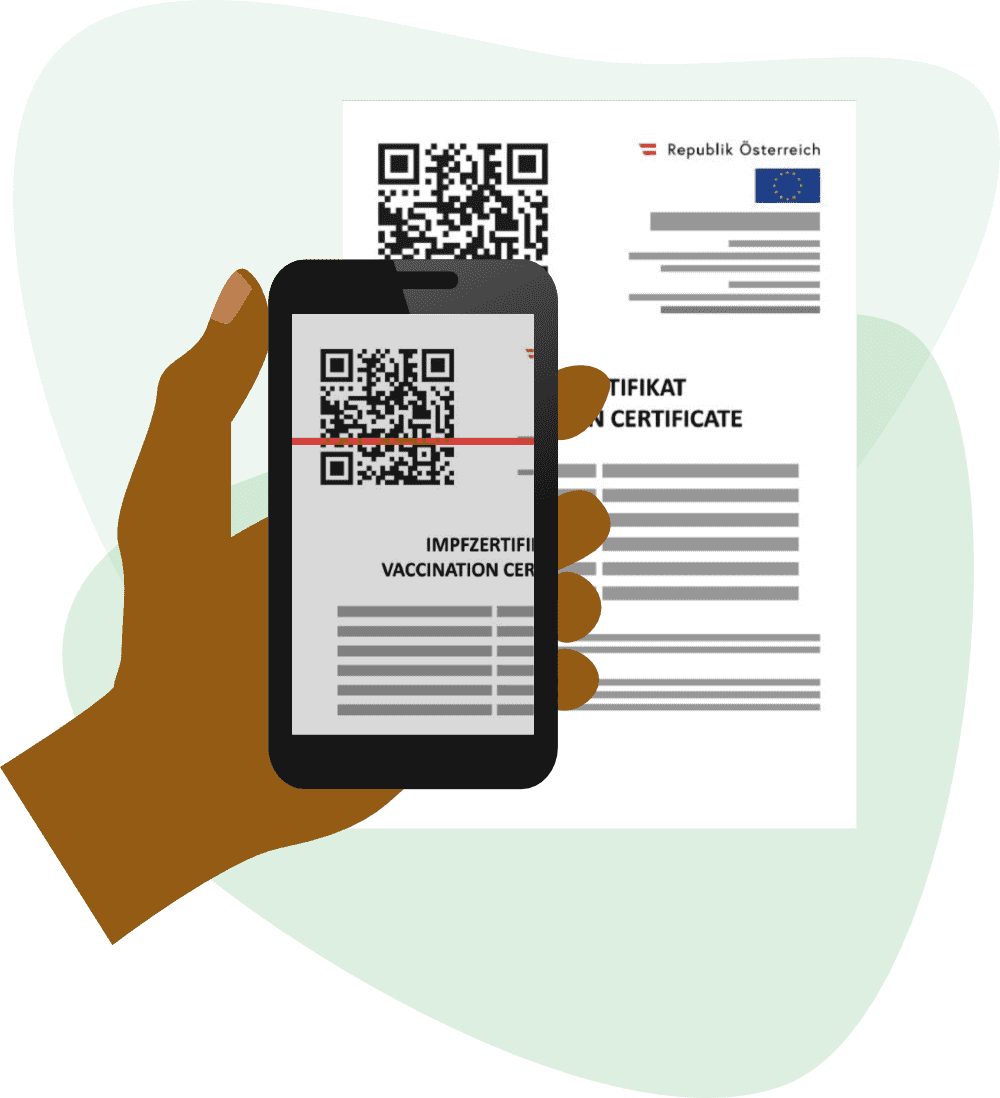 Republik Österreich
TIFIKAT
N CERTIFICATE
IMPFZERTIFI
VACCINATION CER